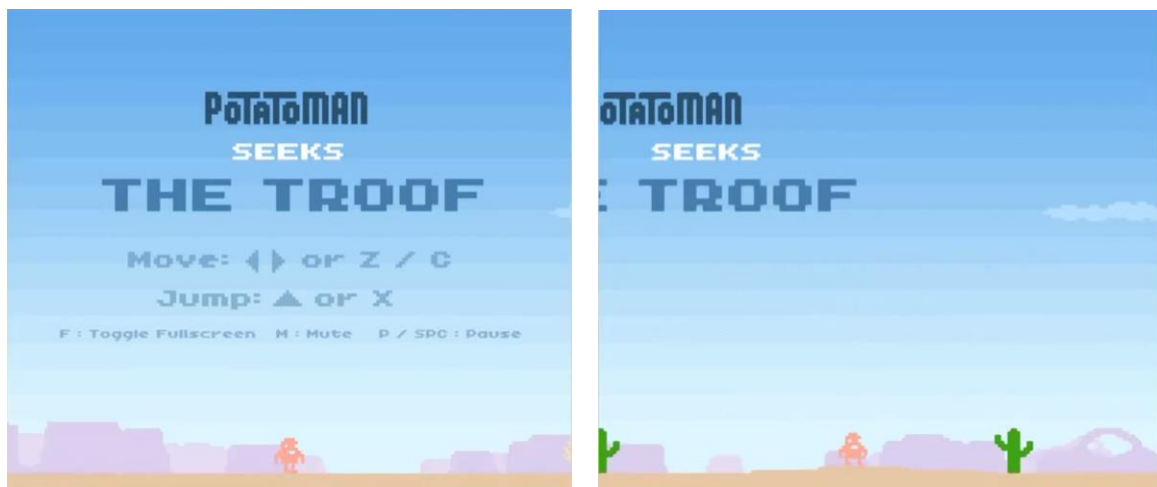 PoTaToMAN
SEEKS
THE TROOF
Move: ◀ ▶ or Z / C
Jump: ▲ or X
F : Toggle Fullscreen M : Mute P / SPC : Pause
oTaToMAN
SEEKS
E TROOF